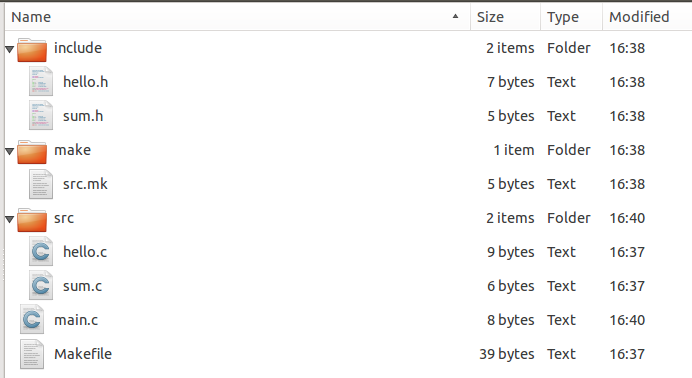 Name Size Type Modified
include 2 items Folder 16:38
hello.h 7 bytes Text 16:38
sum.h 5 bytes Text 16:38
make 1 item Folder 16:38
src.mk 5 bytes Text 16:38
src 2 items Folder 16:40
hello.c 9 bytes Text 16:37
sum.c 6 bytes Text 16:37
main.c 8 bytes Text 16:40
Makefile 39 bytes Text 16:37